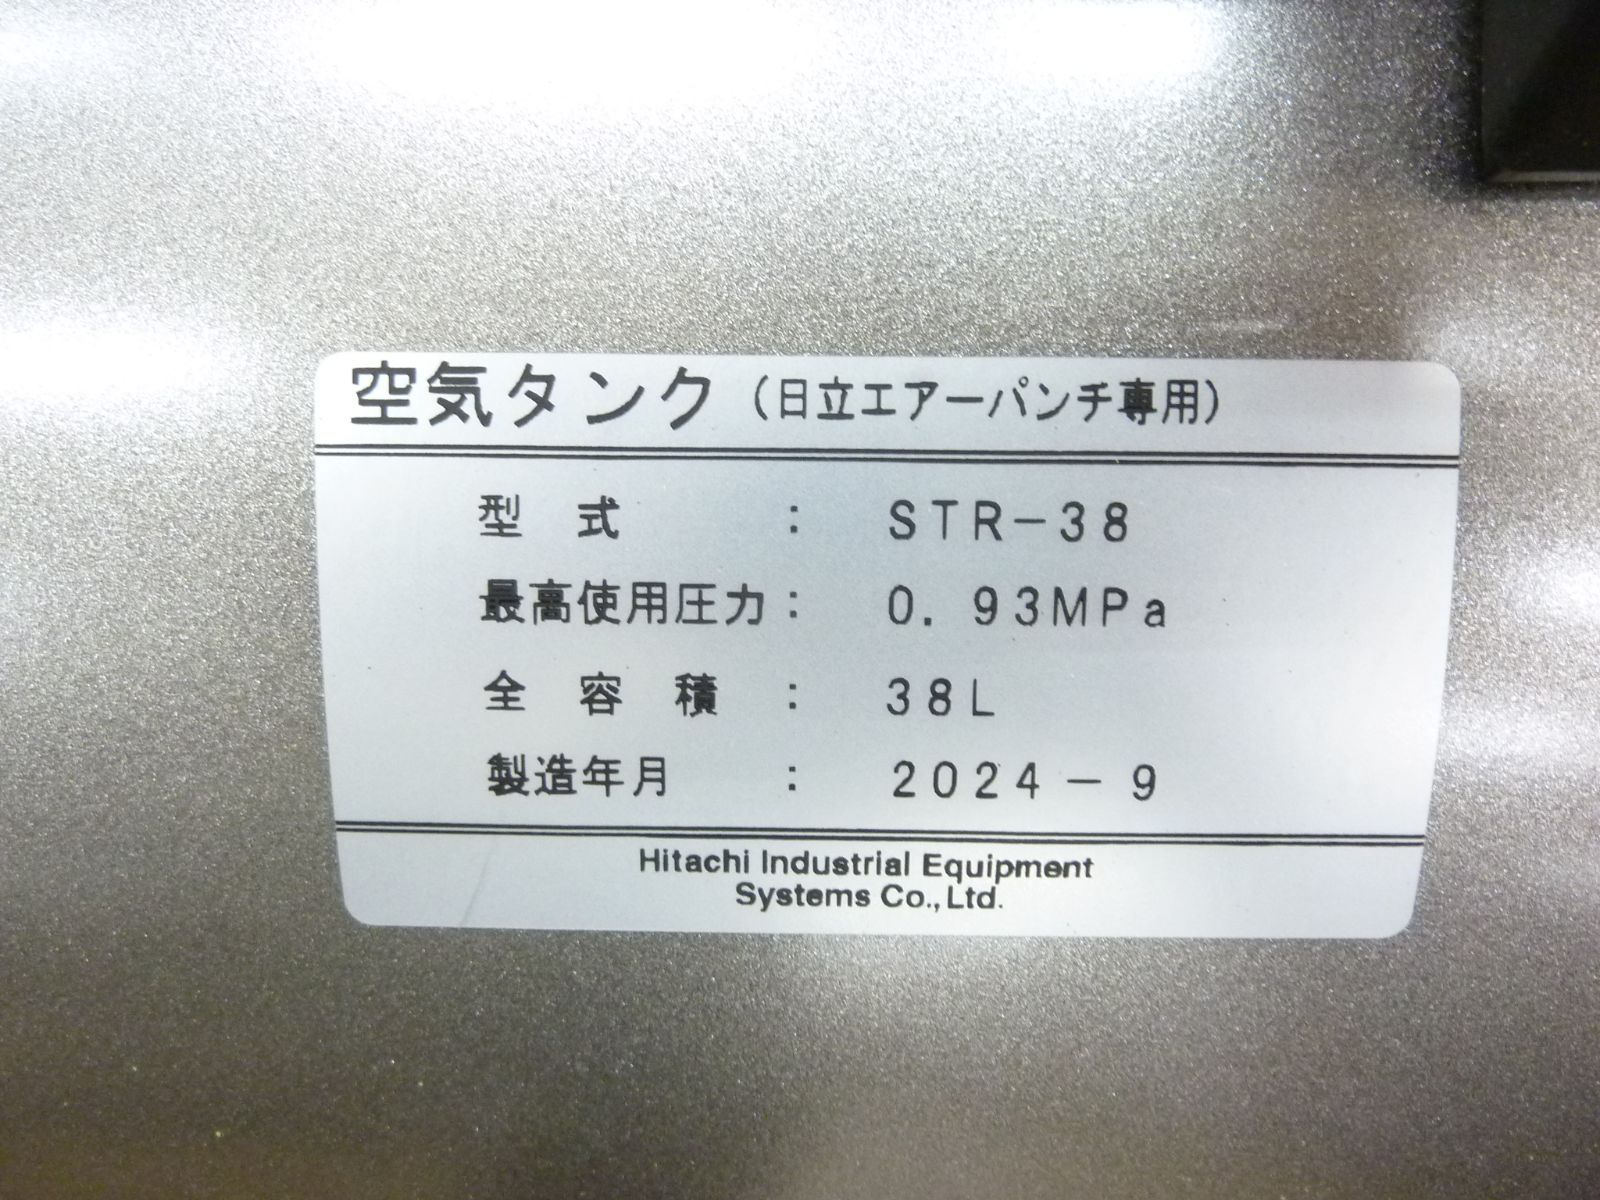 空気タンク（日立エアーパンチ専用）
型式：STR-38
最高使用圧力：0.93MPa
全容積：38L
製造年月：2024-9
Hitachi Industrial Equipment
Systems Co., Ltd.